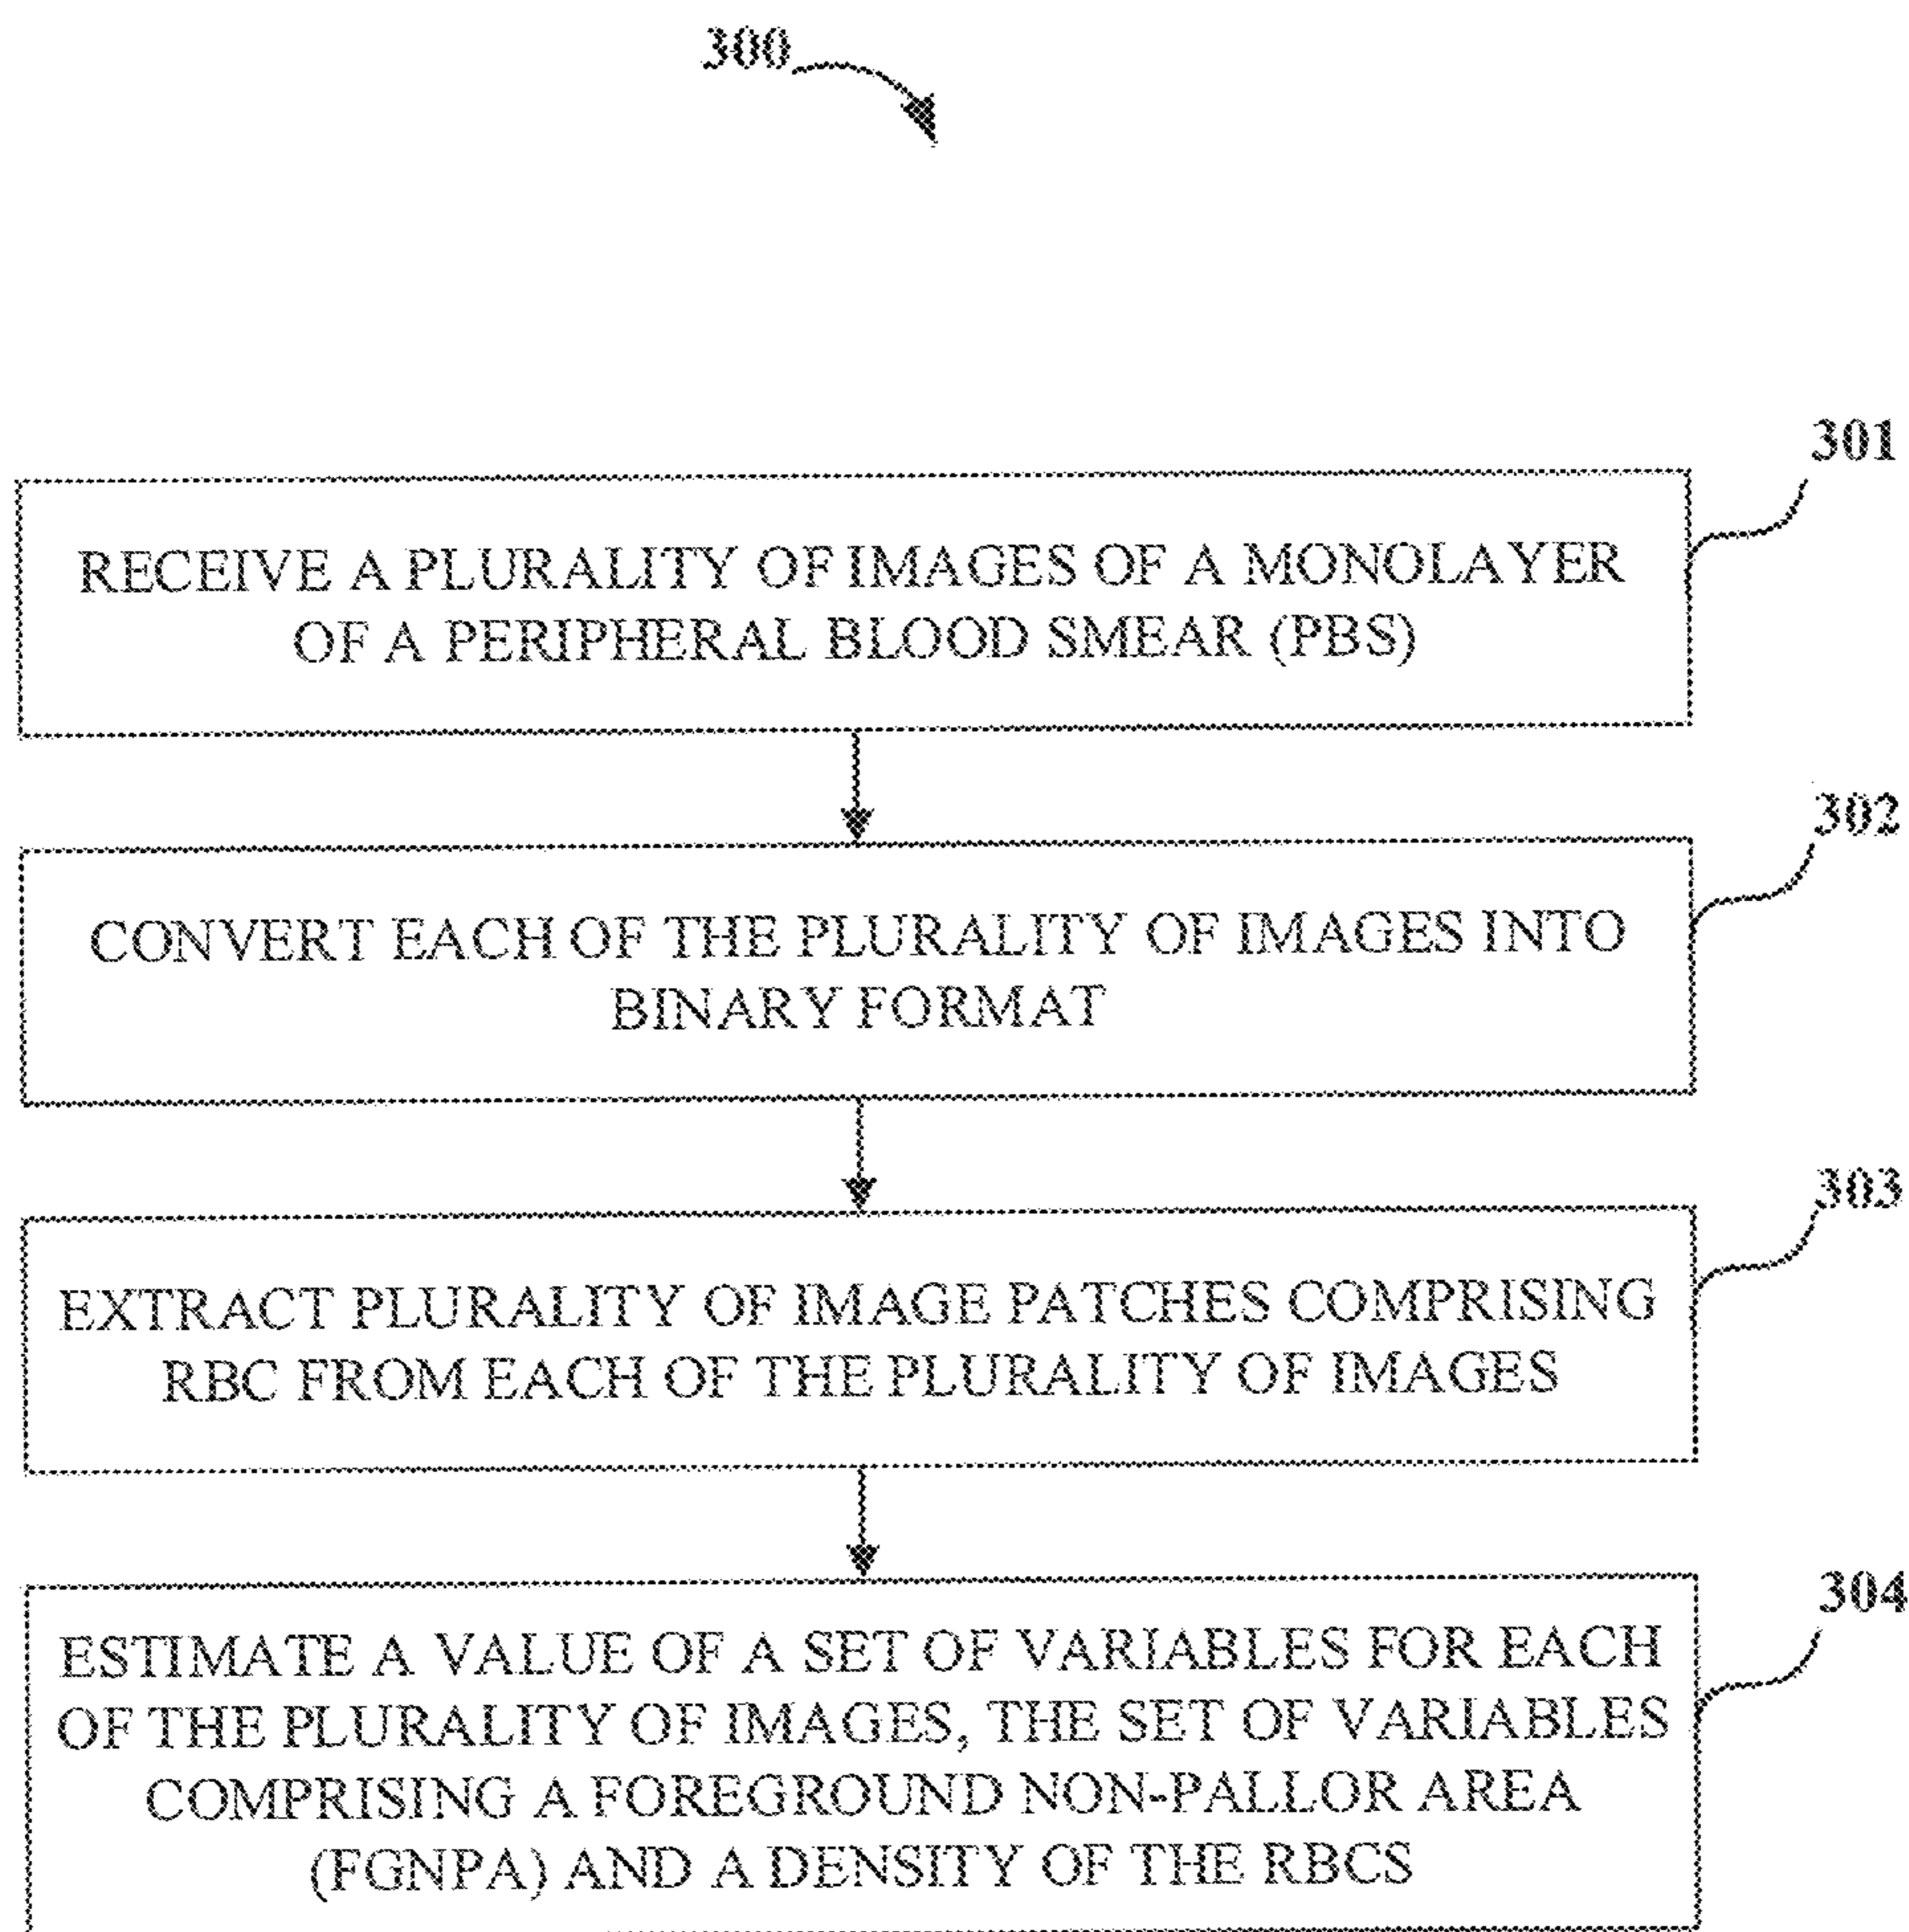 300
301
RECEIVE A PLURALITY OF IMAGES OF A MONOLAYER
OF A PERIPHERAL BLOOD SMEAR (PBS)
302
CONVERT EACH OF THE PLURALITY OF IMAGES INTO
BINARY FORMAT
303
EXTRACT PLURALITY OF IMAGE PATCHES COMPRISING
RBC FROM EACH OF THE PLURALITY OF IMAGES
304
ESTIMATE A VALUE OF A SET OF VARIABLES FOR EACH
OF THE PLURALITY OF IMAGES, THE SET OF VARIABLES
COMPRISING A FOREGROUND NON-PALLOR AREA
(FGNPA) AND A DENSITY OF THE RBCS